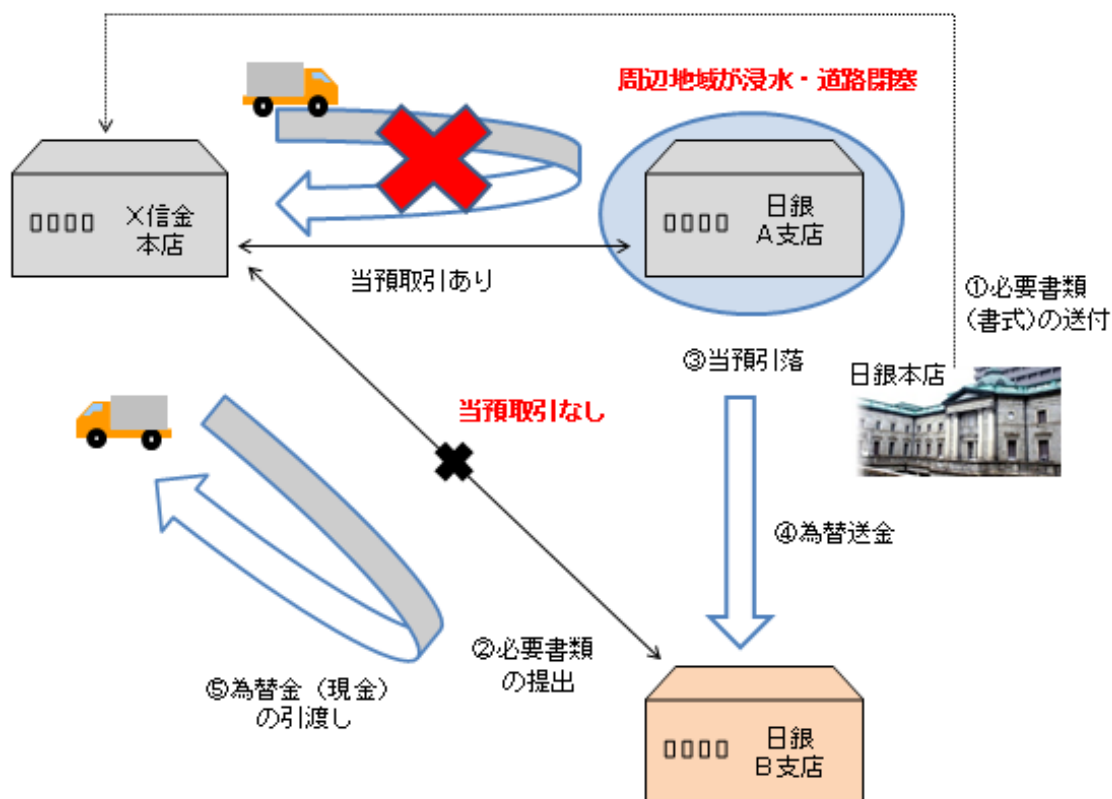 周辺地域が浸水・道路閉塞
X信金
本店
日銀
A支店
当預取引あり
①必要書類
(書式)の送付
③当預引落
日銀本店
当預取引なし
④為替送金
②必要書類
の提出
⑤為替金（現金）
の引渡し
日銀
B支店